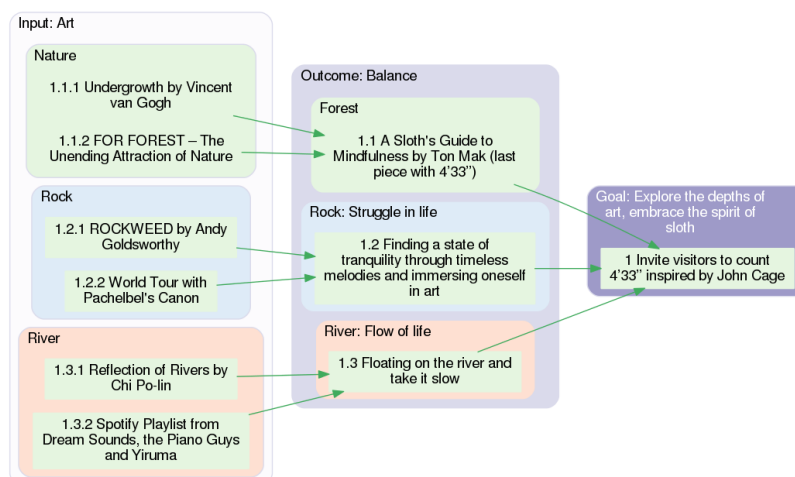 Input: Art
Nature
1.1.1 Undergrowth by Vincent
van Gogh
1.1.2 FOR FOREST – The
Unending Attraction of Nature
Rock
1.2.1 ROCKWEED by Andy
Goldsworthy
1.2.2 World Tour with
Pachelbel's Canon
River
1.3.1 Reflection of Rivers by
Chi Po-lin
1.3.2 Spotify Playlist from
Dream Sounds, the Piano Guys
and Yiruma
Outcome: Balance
Forest
1.1 A Sloth's Guide to
Mindfulness by Ton Mak (last
piece with 4’33”)
Rock: Struggle in life
1.2 Finding a state of
tranquility through timeless
melodies and immersing oneself
in art
River: Flow of life
1.3 Floating on the river and
take it slow
Goal: Explore the depths of
art, embrace the spirit of
sloth
1 Invite visitors to count
4’33” inspired by John Cage